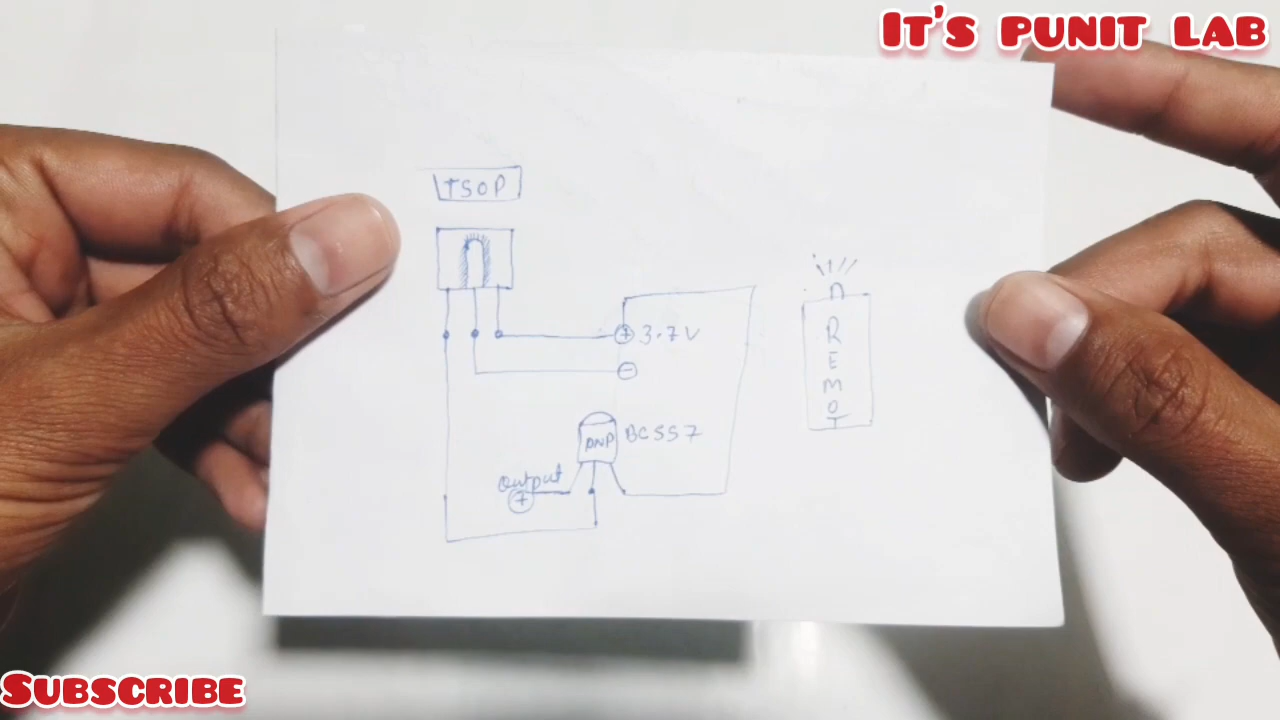 It's punit lab
TSOP
+ 3.7V
-
REMOT
PNP BC557
Output
+
Subscribe